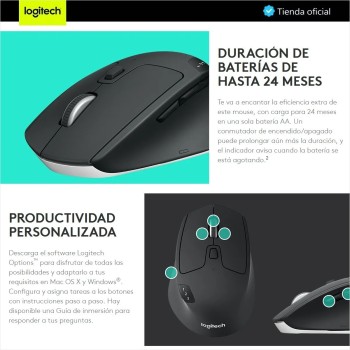 logitech
Tienda oficial
logi
DURACIÓN DE
BATERÍAS DE
HASTA 24 MESES
Te va a encantar la eficiencia extra de
este mouse, con carga para 24 meses
en una sola batería AA. Un
conmutador de encendido/apagado
puede prolongar aún más la duración, y
el indicador avisa cuando la batería se
está agotando.²
PRODUCTIVIDAD
PERSONALIZADA
Descarga el software Logitech
Options™ para disfrutar de todas las
posibilidades y adaptarlo a tus
requisitos en Mac OS X y Windows®.
Configura y asigna tareas a los botones
con instrucciones paso a paso. Hay
disponible una Guía de inmersión para
responder a tus preguntas.
logitech